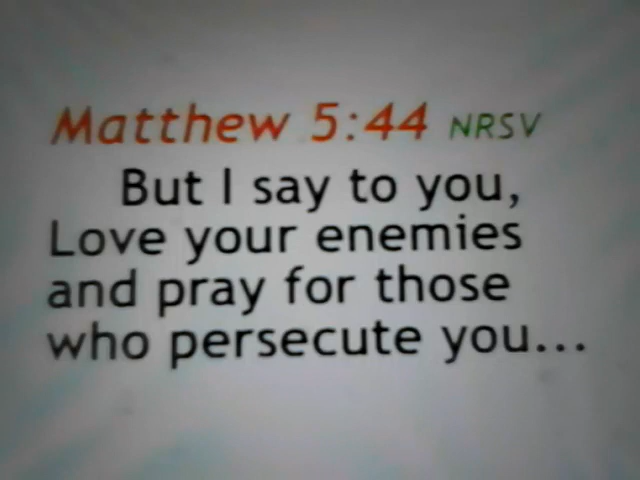 Matthew 5:44 NRSV
But I say to you,
Love your enemies
and pray for those
who persecute you...